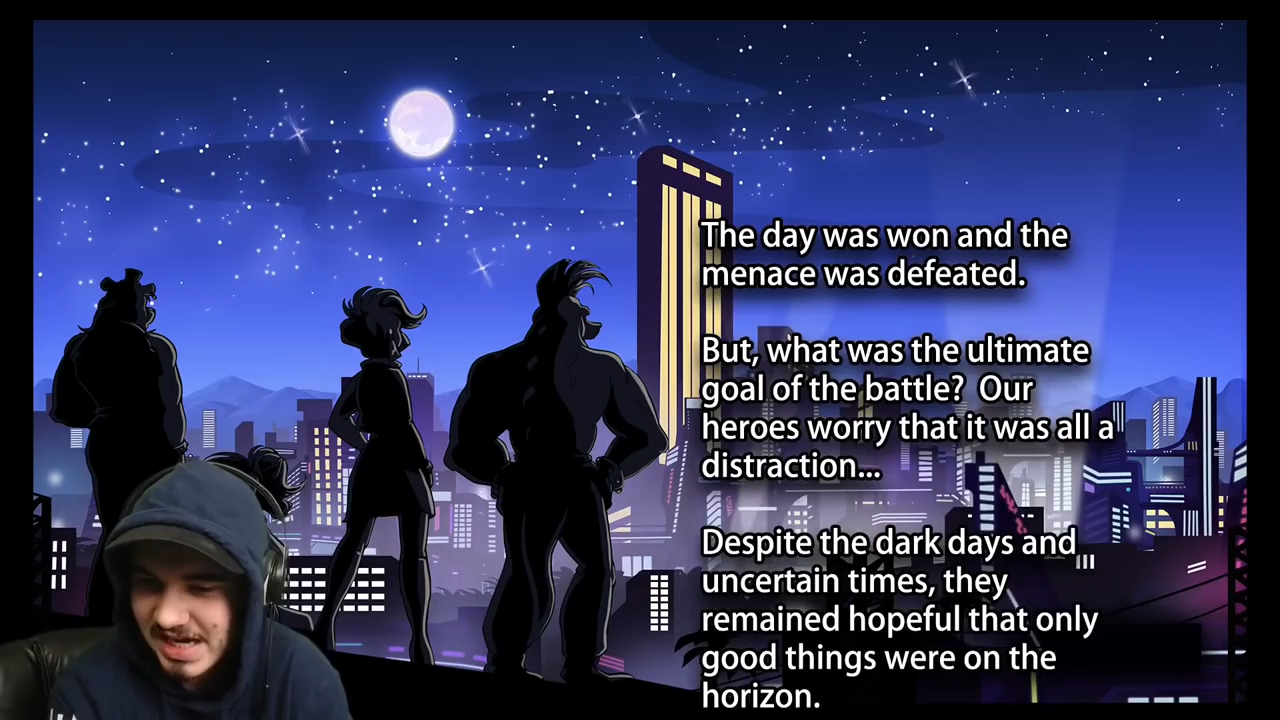 The day was won and the
menace was defeated.
But, what was the ultimate
goal of the battle?  Our
heroes worry that it was all a
distraction...
Despite the dark days and
uncertain times, they
remained hopeful that only
good things were on the
horizon.